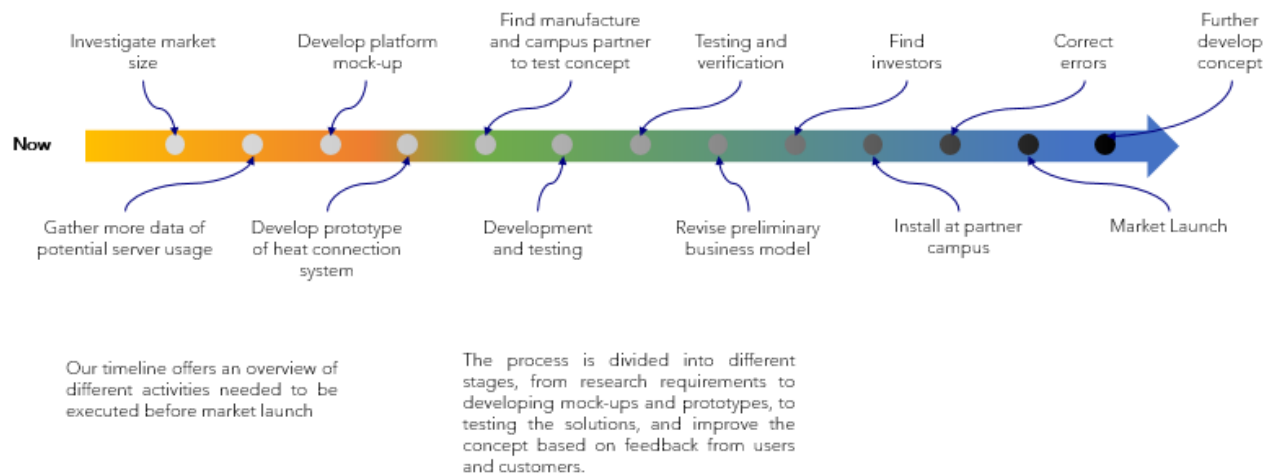 Investigate market
size
Develop platform
mock-up
Find manufacture
and campus partner
to test concept
Testing and
verification
Find
investors
Correct
errors
Further
develop
concept
Now
Gather more data of
potential server usage
Develop prototype
of heat connection
system
Development
and testing
Revise preliminary
business model
Install at partner
campus
Market Launch
Our timeline offers an overview of
different activities needed to be
executed before market launch
The process is divided into different
stages, from research requirements to
developing mock-ups and prototypes, to
testing the solutions, and improve the
concept based on feedback from users
and customers.